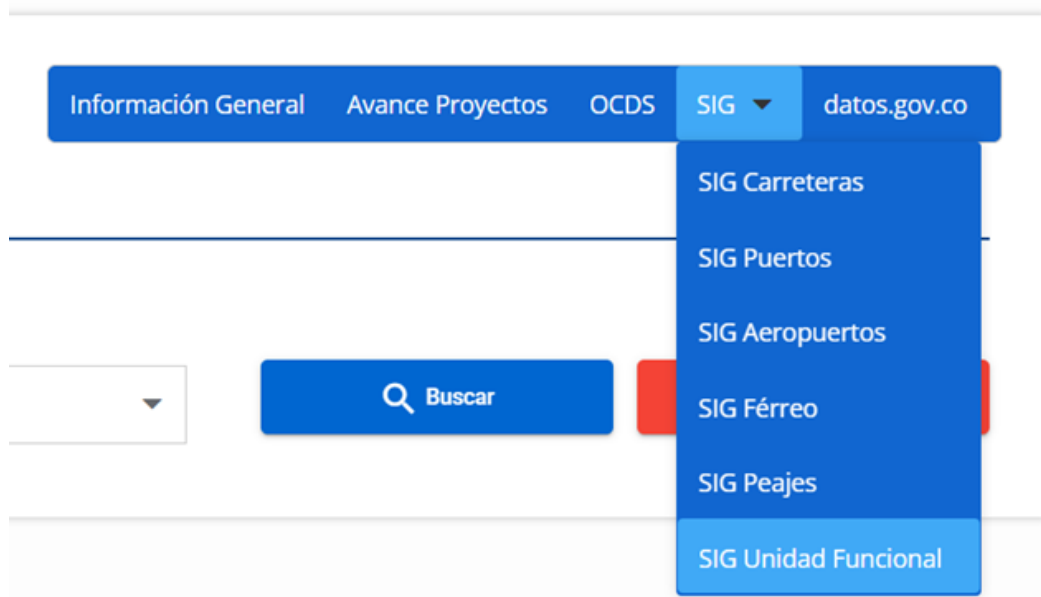 Información General Avance Proyectos OCDS SIG datos.gov.co
SIG Carreteras
SIG Puertos
SIG Aeropuertos
Buscar
SIG Férreo
SIG Peajes
SIG Unidad Funcional